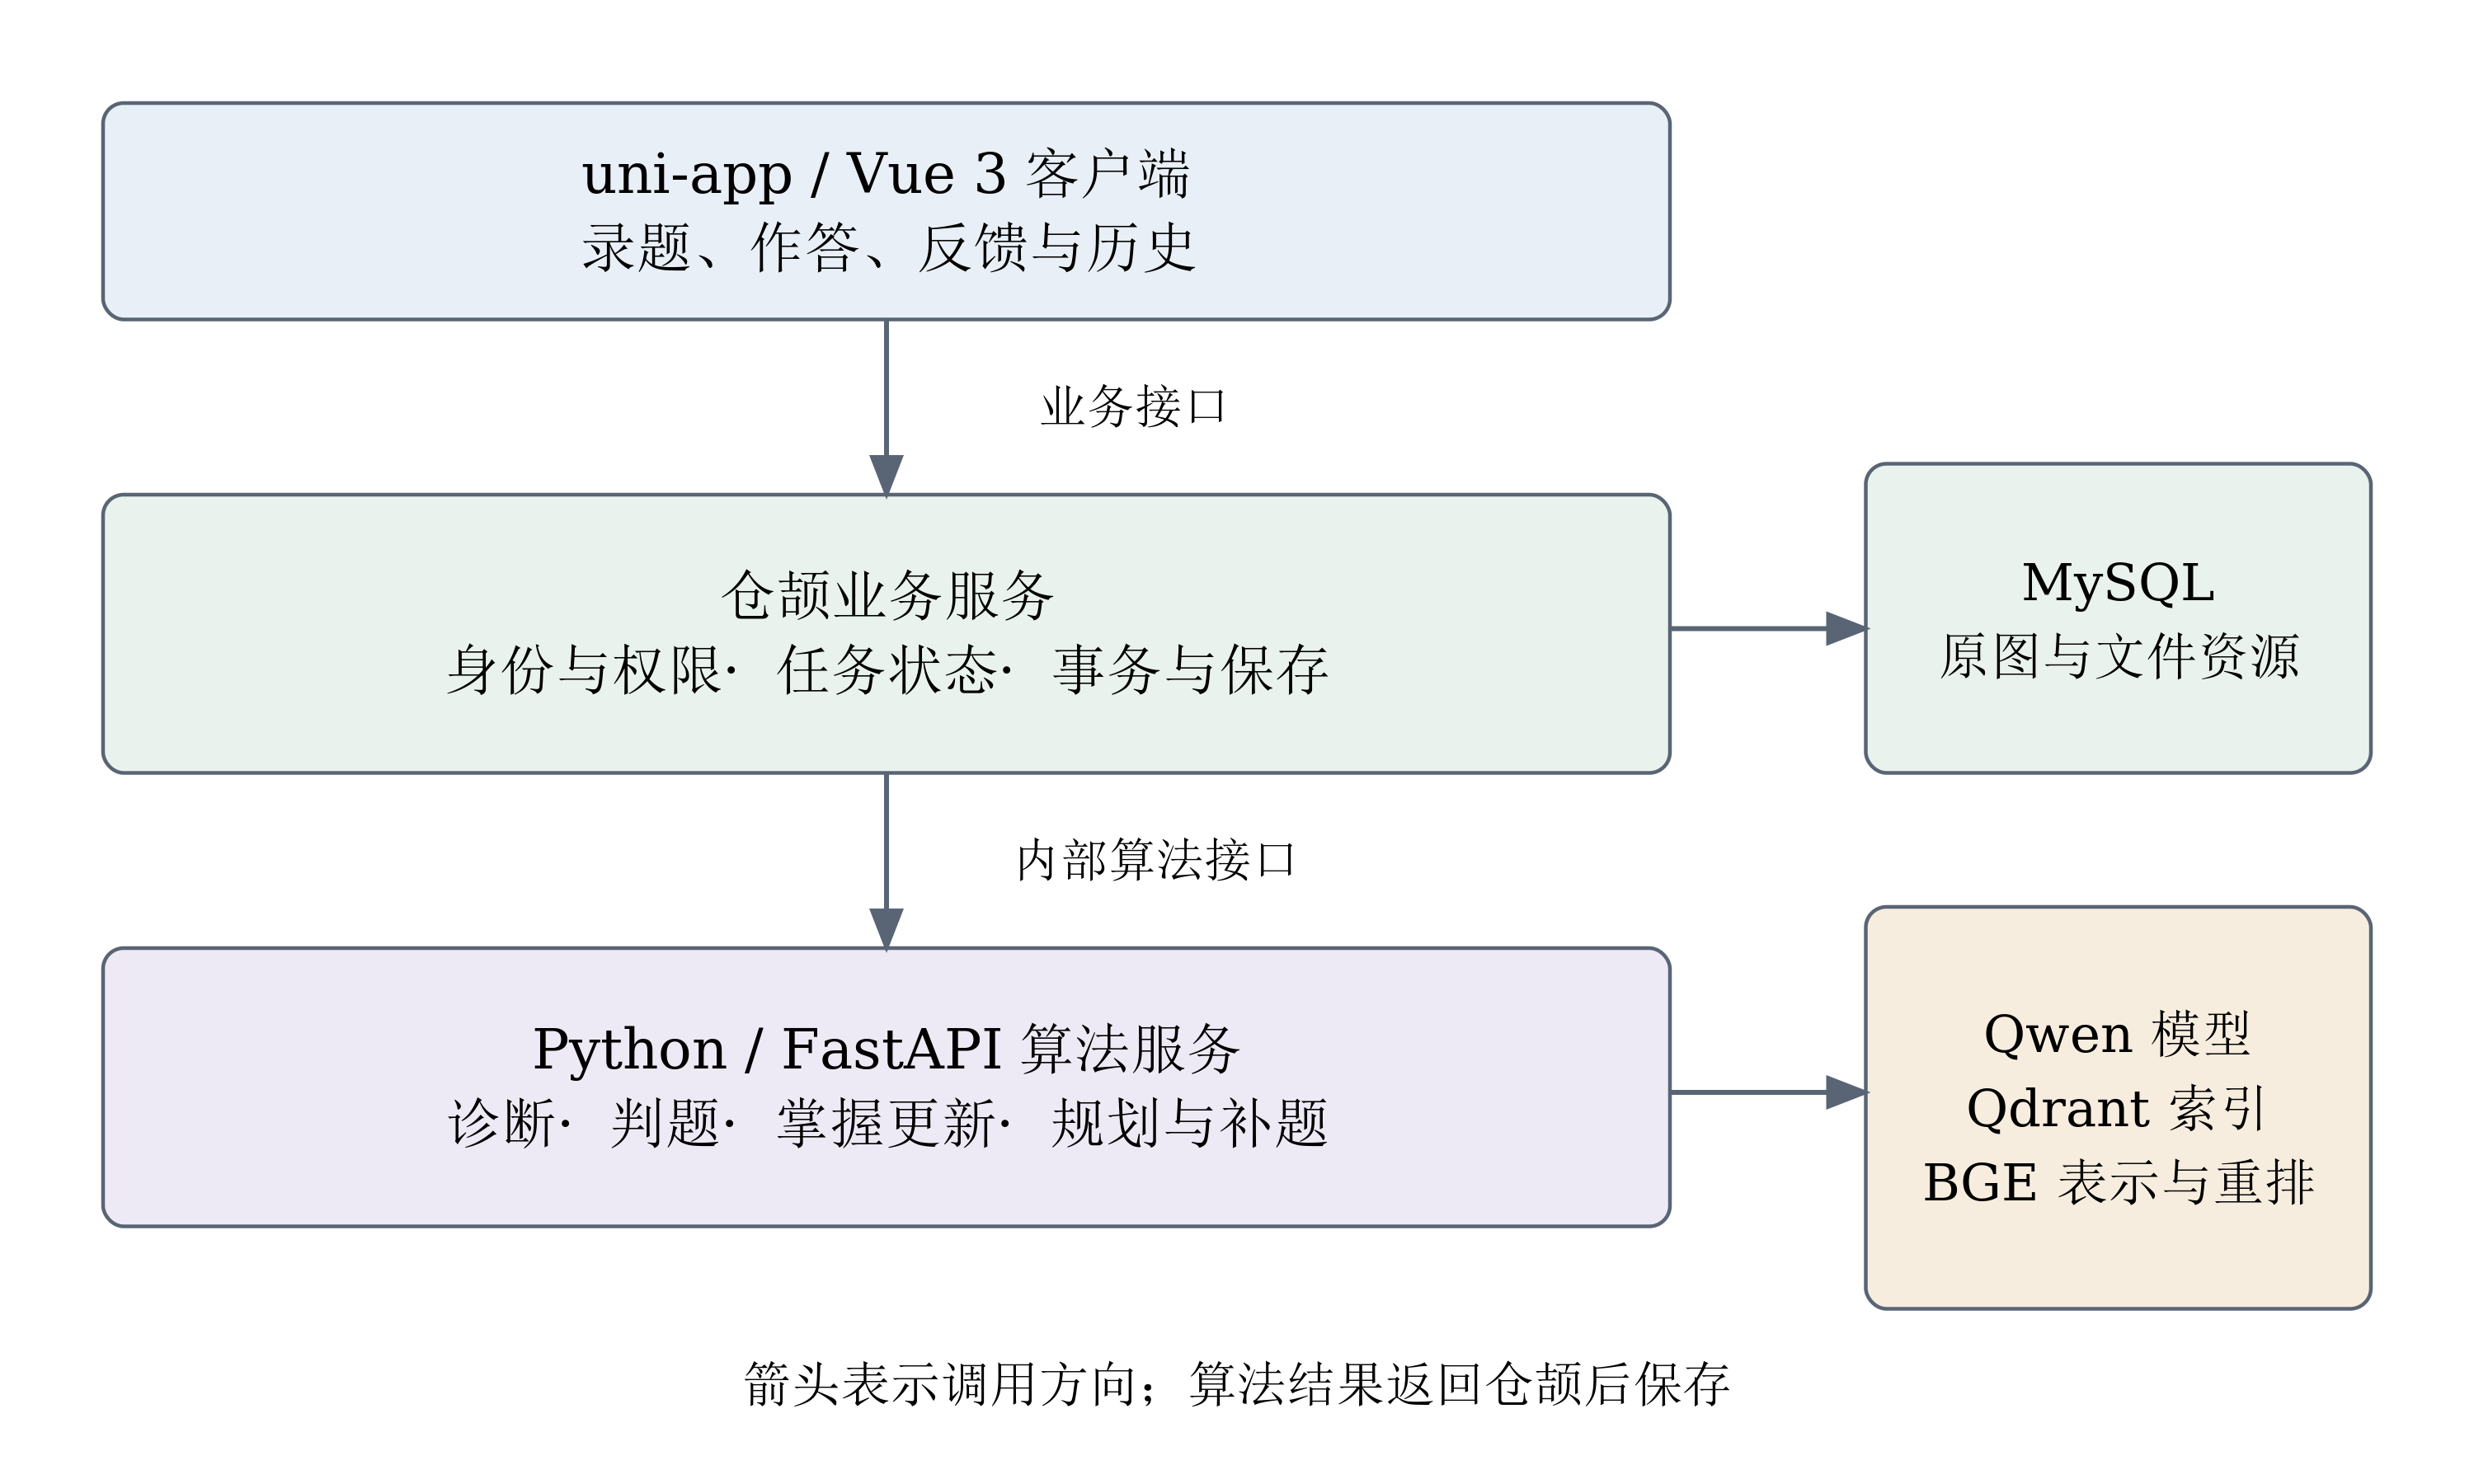 uni-app / Vue 3 客户端
录题、作答、反馈与历史
业务接口
仓颉业务服务
身份与权限· 任务状态· 事务与保存
MySQL
原图与文件资源
内部算法接口
Python / FastAPI 算法服务
诊断· 判题· 掌握更新· 规划与补题
Qwen 模型
Qdrant 索引
BGE 表示与重排
箭头表示调用方向；算法结果返回仓颉后保存